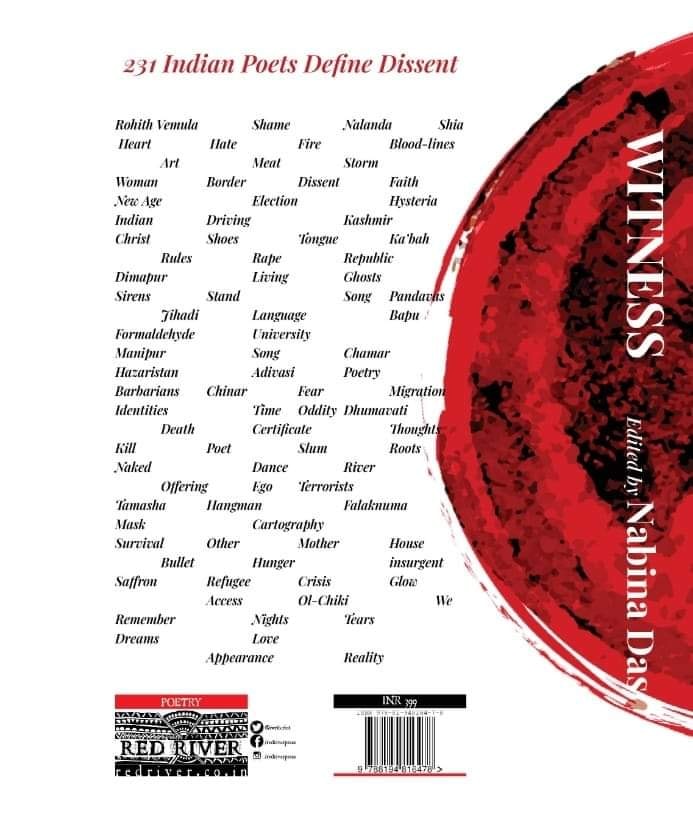 231 Indian Poets Define Dissent
Rohith Vemula Shame Nalanda Shia
Heart Hate Fire Blood-lines
Art Meat Storm
Woman Border Dissent Faith
New Age Election Hysteria
Indian Driving Kashmir
Christ Shoes Tongue Ka'bah
Rules Rape Republic
Dimapur Living Ghosts
Sirens Stand Song Pandavas
Jihadi Language Bapu
Formaldehyde University
Manipur Song Chamar
Hazaristan Adivasi Poetry
Barbarians Chinar Fear Migration
Identities Time Oddity Dhumavati
Death Certificate Thoughts
Kill Poet Slum Roots
Naked Dance River
Offering Ego Terrorists
Tamasha Hangman Falaknuma
Mask Cartography
Survival Other Mother House
Bullet Hunger insurgent
Saffron Refugee Crisis Glow
Access Ol-Chiki We
Remember Nights Tears
Dreams Love
Appearance Reality
POETRY
RED RIVER
redriver.co.in
INR 399
9 788194 816478 >
WITNESS
Edited by Nabina Das